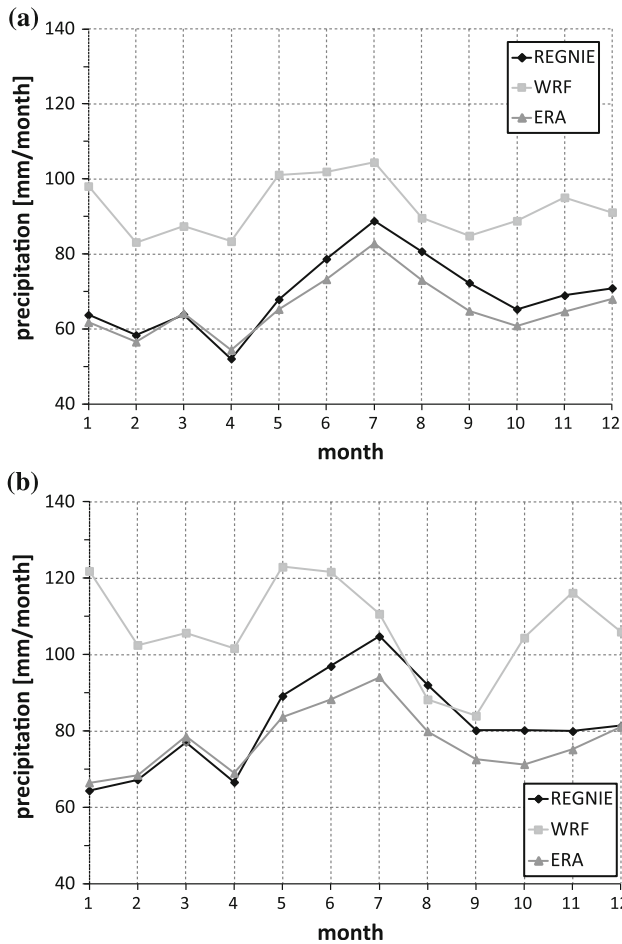 (a)
140
120
100
80
60
40
precipitation [mm/month]
REGNIE
WRF
ERA
1 2 3 4 5 6 7 8 9 10 11 12
month
(b)
140
120
100
80
60
40
precipitation [mm/month]
REGNIE
WRF
ERA
1 2 3 4 5 6 7 8 9 10 11 12
month